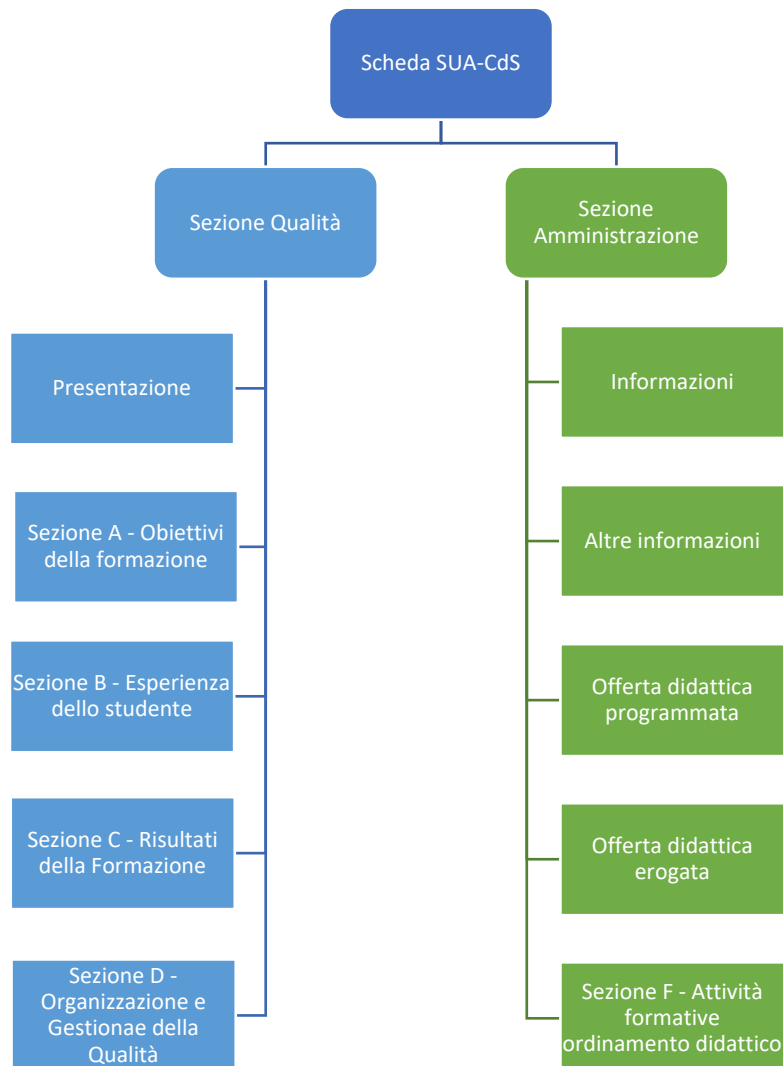 Scheda SUA-CdS
Sezione Qualità
Sezione
Amministrazione
Presentazione
Sezione A - Obiettivi
della formazione
Sezione B - Esperienza
dello studente
Sezione C - Risultati
della Formazione
Sezione D -
Organizzazione e
Gestionae della
Qualità
Informazioni
Altre informazioni
Offerta didattica
programmata
Offerta didattica
erogata
Sezione F - Attività
formative
ordinamento didattico